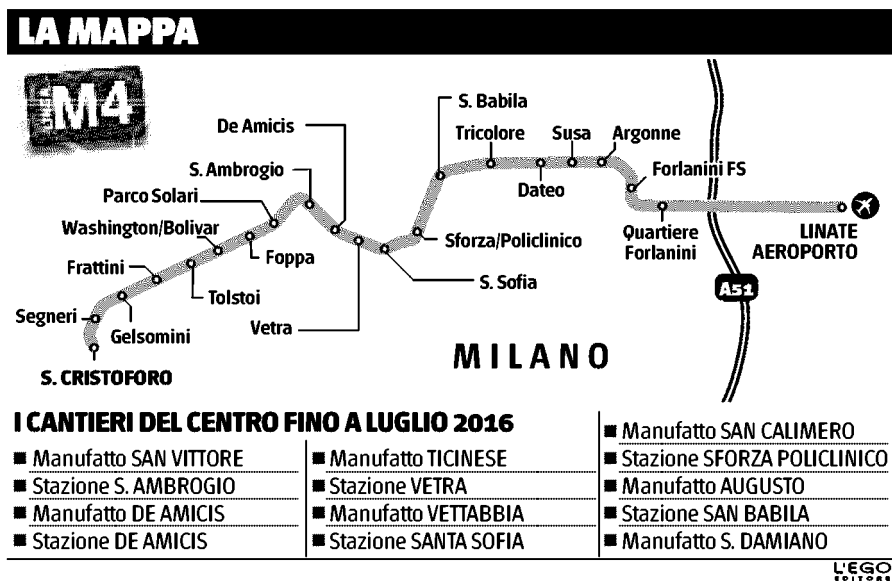 LA MAPPA
LINEA
M4
S. Babila
De Amicis
Tricolore
Susa
Argonne
S. Ambrogio
Forlanini FS
Parco Solari
Dateo
Washington/Bolivar
Quartiere
Forlanini
LINATE
AEROPORTO
Sforza/Policlinico
Foppa
Frattini
S. Sofia
Tolstoi
A51
Segneri
Gelsomini
Vetra
MILANO
S. CRISTOFORO
I CANTIERI DEL CENTRO FINO A LUGLIO 2016
Manufatto SAN VITTORE
Stazione S. AMBROGIO
Manufatto DE AMICIS
Stazione DE AMICIS
Manufatto TICINESE
Stazione VETRA
Manufatto VETTABBIA
Stazione SANTA SOFIA
Manufatto SAN CALIMERO
Stazione SFORZA POLICLINICO
Manufatto AUGUSTO
Stazione SAN BABILA
Manufatto S. DAMIANO
L'EGO
EDITORE